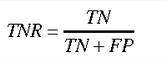 TNR = TN / (TN + FP)